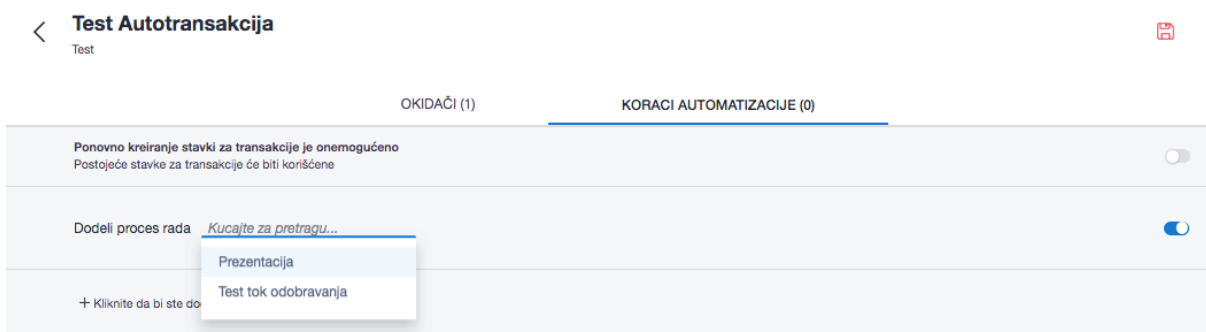 Test Autotransakcija
Test
OKIDAČI (1)
KORACI AUTOMATIZACIJE (0)
Ponovno kreiranje stavki za transakcije je onemogućeno
Postojeće stavke za transakcije će biti korišćene
Dodeli proces rada
Kucajte za pretragu...
Prezentacija
Test tok odobravanja
+ Kliknite da bi ste